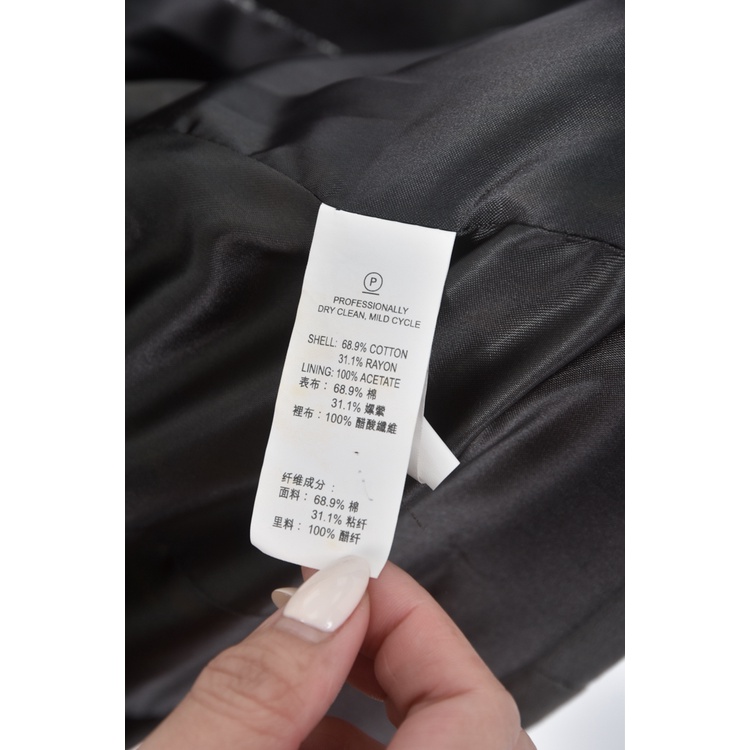 P
PROFESSIONALLY
DRY CLEAN, MILD CYCLE
SHELL: 68.9% COTTON
31.1% RAYON
LINING: 100% ACETATE
表布： 68.9% 棉
31.1% 嫘縈
裡布：100% 醋酸纖維
纤维成分：
面料：68.9% 棉
31.1% 粘纤
里料：100% 醋纤